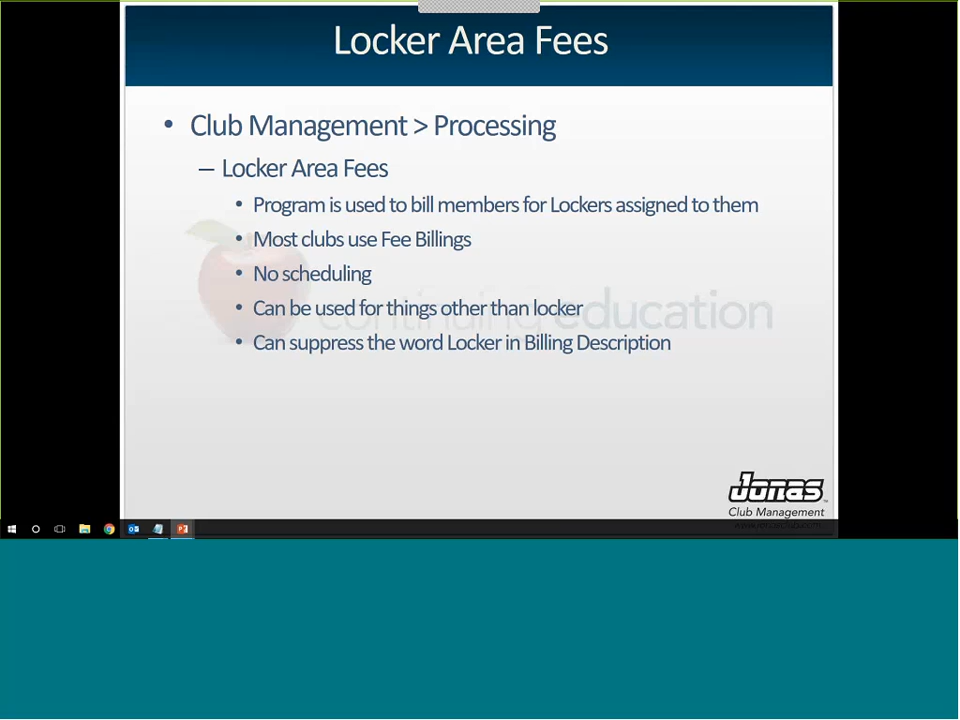 Locker Area Fees
• Club Management > Processing
– Locker Area Fees
• Program is used to bill members for Lockers assigned to them
• Most clubs use Fee Billings
• No scheduling
• Can be used for things other than locker
• Can suppress the word Locker in Billing Description
continuing education
Jonas
Club Management